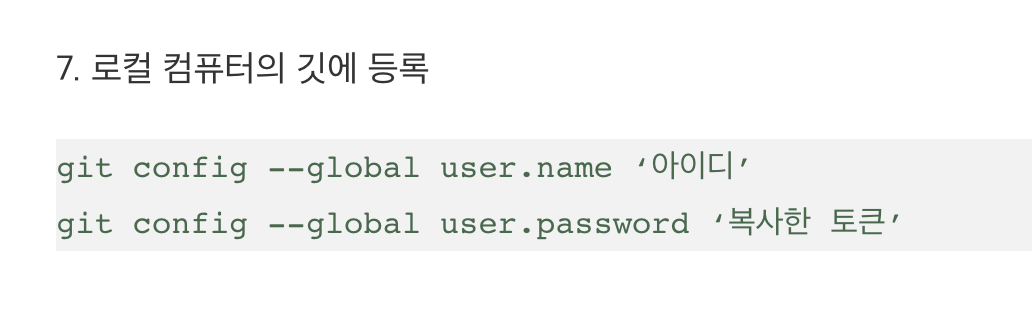 7. 로컬 컴퓨터의 깃에 등록
git config --global user.name ‘아이디’
git config --global user.password ‘복사한 토큰’